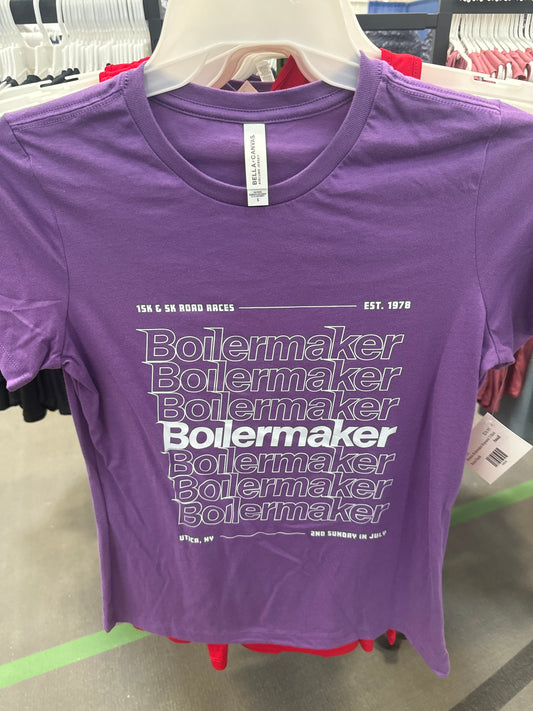 BELLA+CANVAS
15K & 5K ROAD RACES
EST. 1978
Boilermaker
Boilermaker
Boilermaker
Boilermaker
Boilermaker
Boilermaker
Boilermaker
UTICA, NY
2ND SUNDAY IN JULY